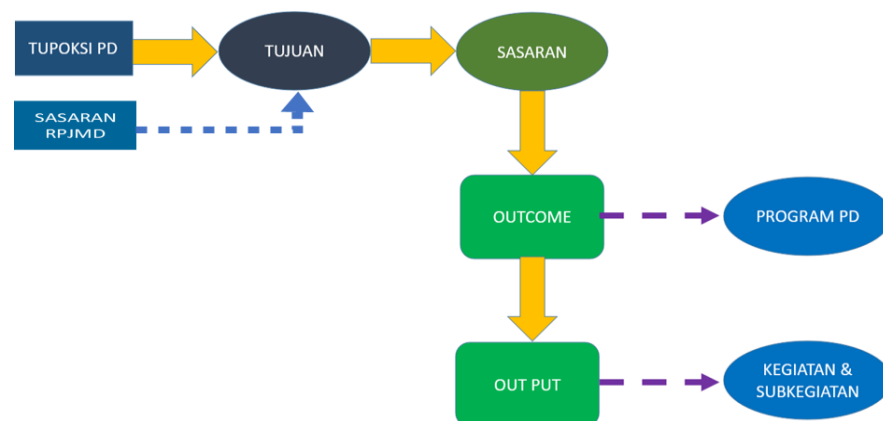 TUPOKSI PD
TUJUAN
SASARAN
SASARAN
RPJMD
OUTCOME
PROGRAM PD
OUT PUT
KEGIATAN &
SUBKEGIATAN